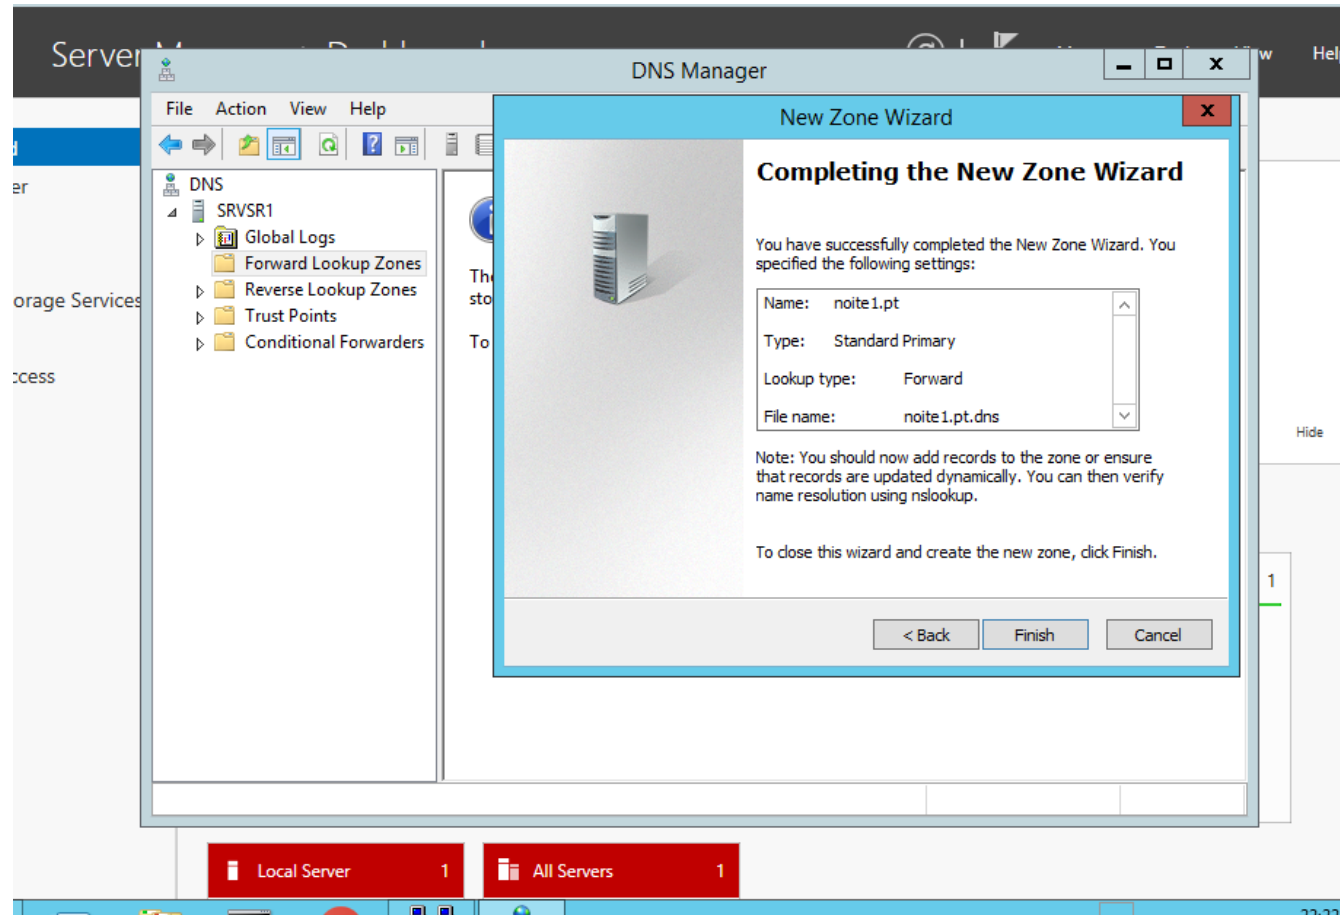 Server
DNS Manager
w
Hel
File Action View Help
New Zone Wizard
er
orage Services
DNS
SRVSR1
Global Logs
Forward Lookup Zones
Reverse Lookup Zones
Trust Points
Conditional Forwarders
The
sto
To
Completing the New Zone Wizard
You have successfully completed the New Zone Wizard. You
specified the following settings:
Name: noite1.pt
Type: Standard Primary
Lookup type: Forward
File name: noite1.pt.dns
Note: You should now add records to the zone or ensure
that records are updated dynamically. You can then verify
name resolution using nslookup.
To close this wizard and create the new zone, click Finish.
< Back Finish Cancel
Hide
1
Local Server 1
All Servers 1